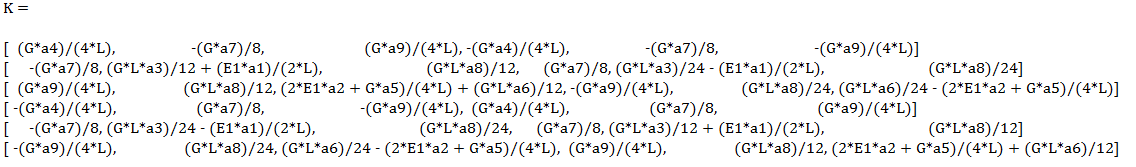 K =
[ (G*a4)/(4*L), -(G*a7)/8, (G*a9)/(4*L), -(G*a4)/(4*L), -(G*a7)/8, -(G*a9)/(4*L)]
[ -(G*a7)/8, (G*L*a3)/12 + (E1*a1)/(2*L), (G*L*a8)/12, (G*a7)/8, (G*L*a3)/24 - (E1*a1)/(2*L), (G*L*a8)/24]
[ (G*a9)/(4*L), (G*L*a8)/12, (2*E1*a2 + G*a5)/(4*L) + (G*L*a6)/12, -(G*a9)/(4*L), (G*L*a8)/24, (G*L*a6)/24 - (2*E1*a2 + G*a5)/(4*L)]
[ -(G*a4)/(4*L), (G*a7)/8, -(G*a9)/(4*L), (G*a4)/(4*L), (G*a7)/8, (G*a9)/(4*L)]
[ -(G*a7)/8, (G*L*a3)/24 - (E1*a1)/(2*L), (G*L*a8)/24, (G*a7)/8, (G*L*a3)/12 + (E1*a1)/(2*L), (G*L*a8)/12]
[ -(G*a9)/(4*L), (G*L*a8)/24, (G*L*a6)/24 - (2*E1*a2 + G*a5)/(4*L), (G*a9)/(4*L), (G*L*a8)/12, (2*E1*a2 + G*a5)/(4*L) + (G*L*a6)/12]